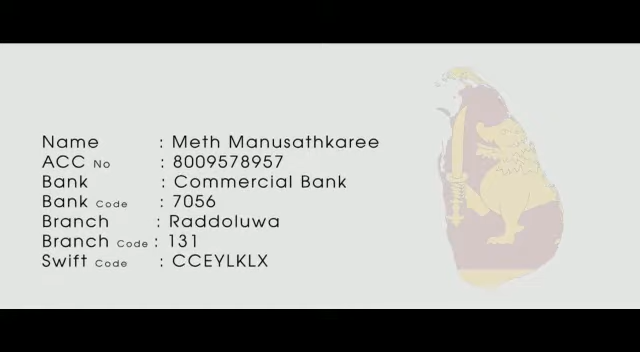 Name : Meth Manusathkaree
ACC No : 8009578957
Bank : Commercial Bank
Bank Code : 7056
Branch : Raddoluwa
Branch Code : 131
Swift Code : CCEYLKLX